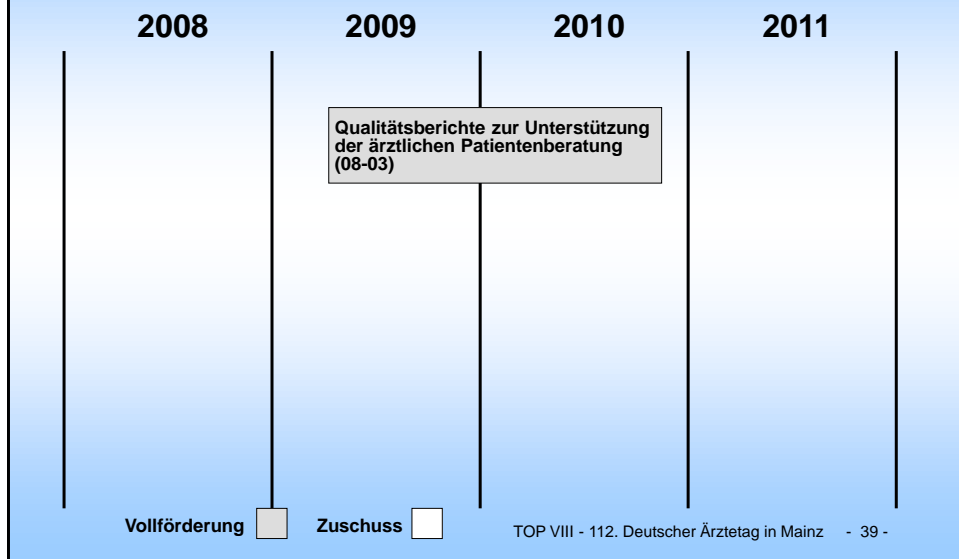 2008 2009 2010 2011
Qualitätsberichte zur Unterstützung
der ärztlichen Patientenberatung
(08-03)
Vollförderung Zuschuss TOP VIII - 112. Deutscher Ärztetag in Mainz - 39 -